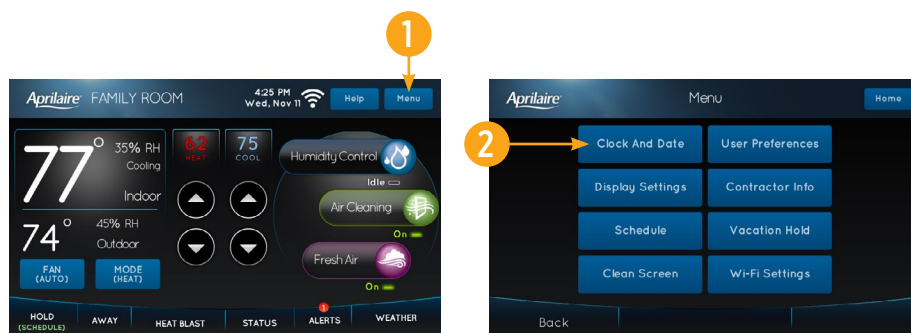 1
Aprilaire FAMILY ROOM
4:25 PM
Wed, Nov 11
Help
Menu
77°
35% RH
Cooling
Indoor
74°
45% RH
Outdoor
FAN
(AUTO)
MODE
(HEAT)
62
HEAT
75
COOL
Humidity Control
Idle
Air Cleaning
On
Fresh Air
On
HOLD
(SCHEDULE)
AWAY
HEAT BLAST
STATUS
1
ALERTS
WEATHER
2
Aprilaire
Menu
Home
Clock And Date
User Preferences
Display Settings
Contractor Info
Schedule
Vacation Hold
Clean Screen
Wi-Fi Settings
Back